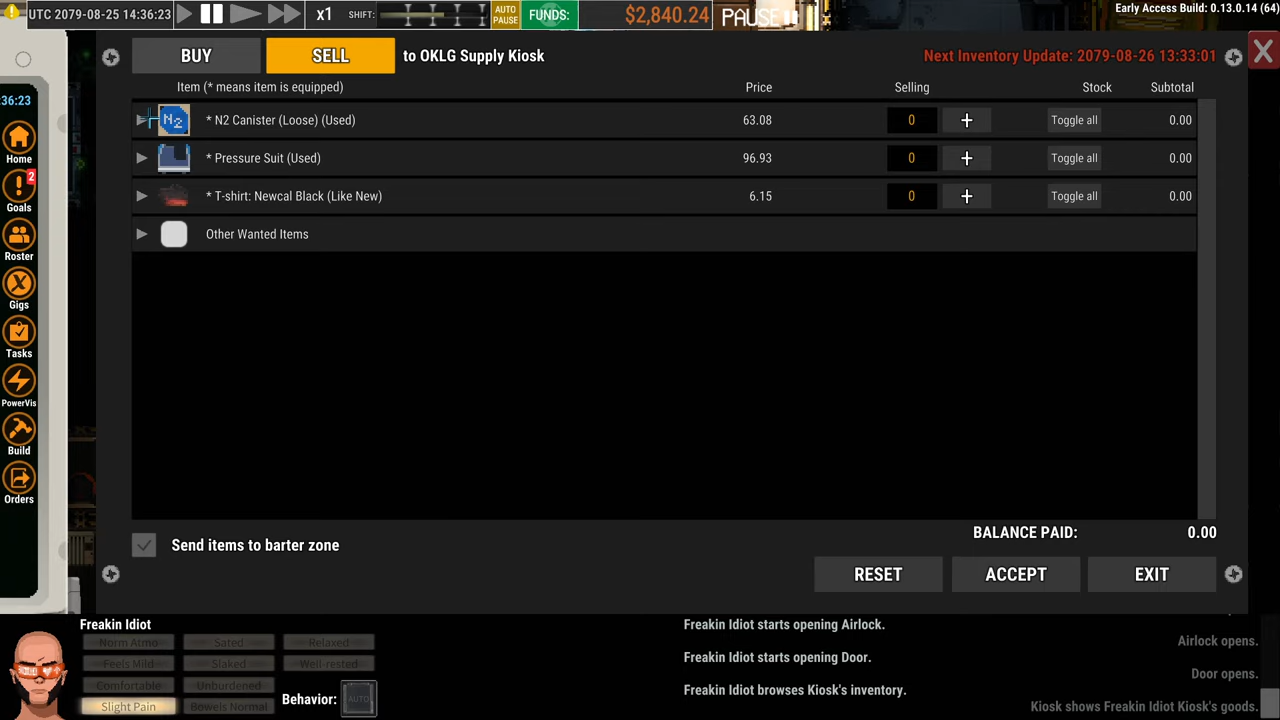 UTC 2079-08-25 14:36:23 x1 SHIFT: AUTO PAUSE FUNDS: $2,840.24 PAUSE Early Access Build: 0.13.0.14 (64)
BUY SELL to OKLG Supply Kiosk Next Inventory Update: 2079-08-26 13:33:01
Item (* means item is equipped) Price Selling Stock Subtotal
N2 * N2 Canister (Loose) (Used) 63.08 0 + Toggle all 0.00
* Pressure Suit (Used) 96.93 0 + Toggle all 0.00
* T-shirt: Newcal Black (Like New) 6.15 0 + Toggle all 0.00
Other Wanted Items
:36:23
Home
2
Goals
Roster
Gigs
Tasks
PowerVis
Build
Orders
BALANCE PAID: 0.00
Send items to barter zone
RESET ACCEPT EXIT
Freakin Idiot
Norm Atmo Sated Relaxed
Feels Mild Slaked Well-rested
Comfortable Unburdened
Slight Pain Bowels Normal
Behavior: AUTO
Freakin Idiot starts opening Airlock.
Airlock opens.
Freakin Idiot starts opening Door.
Door opens.
Freakin Idiot browses Kiosk's inventory.
Kiosk shows Freakin Idiot Kiosk's goods.